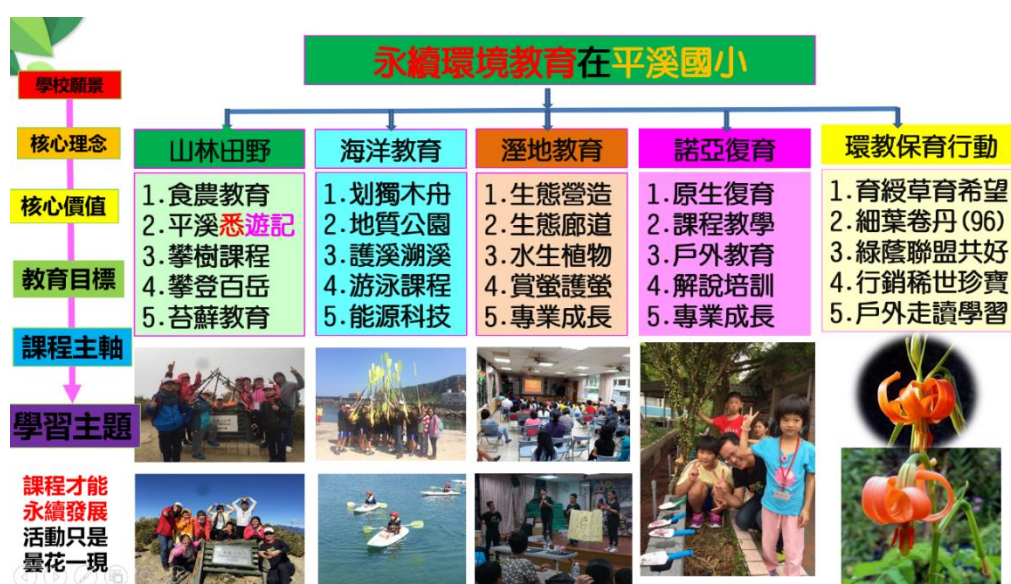 永續環境教育在平溪國小
學校願景
核心理念
核心價值
教育目標
課程主軸
學習主題
課程才能
永續發展
活動只是
曇花一現
山林田野
1.食農教育
2.平溪悉遊記
3.攀樹課程
4.攀登百岳
5.苔蘚教育
海洋教育
1.划獨木舟
2.地質公園
3.護溪溯溪
4.游泳課程
5.能源科技
溼地教育
1.生態營造
2.生態廊道
3.水生植物
4.賞螢護螢
5.專業成長
諾亞復育
1.原生復育
2.課程教學
3.戶外教育
4.解說培訓
5.專業成長
環教保育行動
1.育綬草育希望
2.細葉卷丹(96)
3.綠蔭聯盟共好
4.行銷稀世珍寶
5.戶外走讀學習